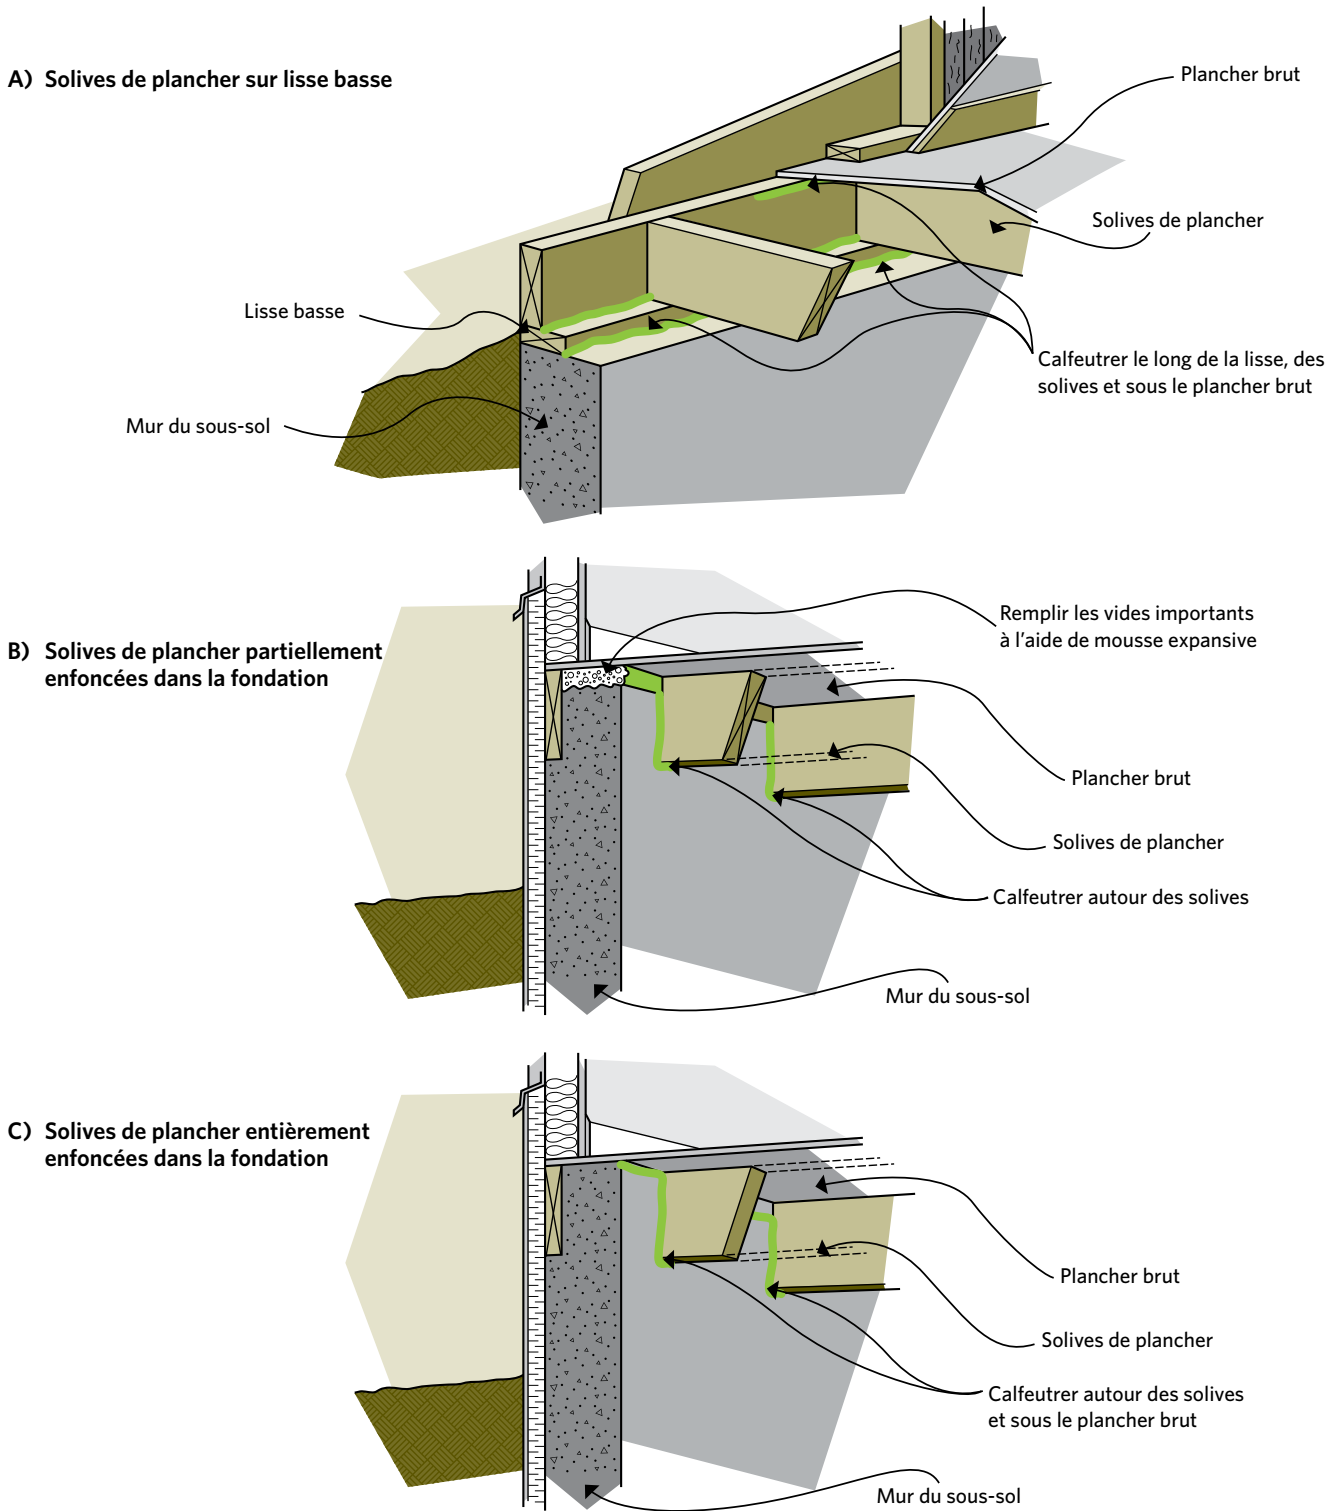 A) Solives de plancher sur lisse basse
Plancher brut
Solives de plancher
Lisse basse
Calfeutrer le long de la lisse, des
solives et sous le plancher brut
Mur du sous-sol
B) Solives de plancher partiellement
enfoncées dans la fondation
Remplir les vides importants
à l'aide de mousse expansive
Plancher brut
Solives de plancher
Calfeutrer autour des solives
Mur du sous-sol
C) Solives de plancher entièrement
enfoncées dans la fondation
Plancher brut
Solives de plancher
Calfeutrer autour des solives
et sous le plancher brut
Mur du sous-sol